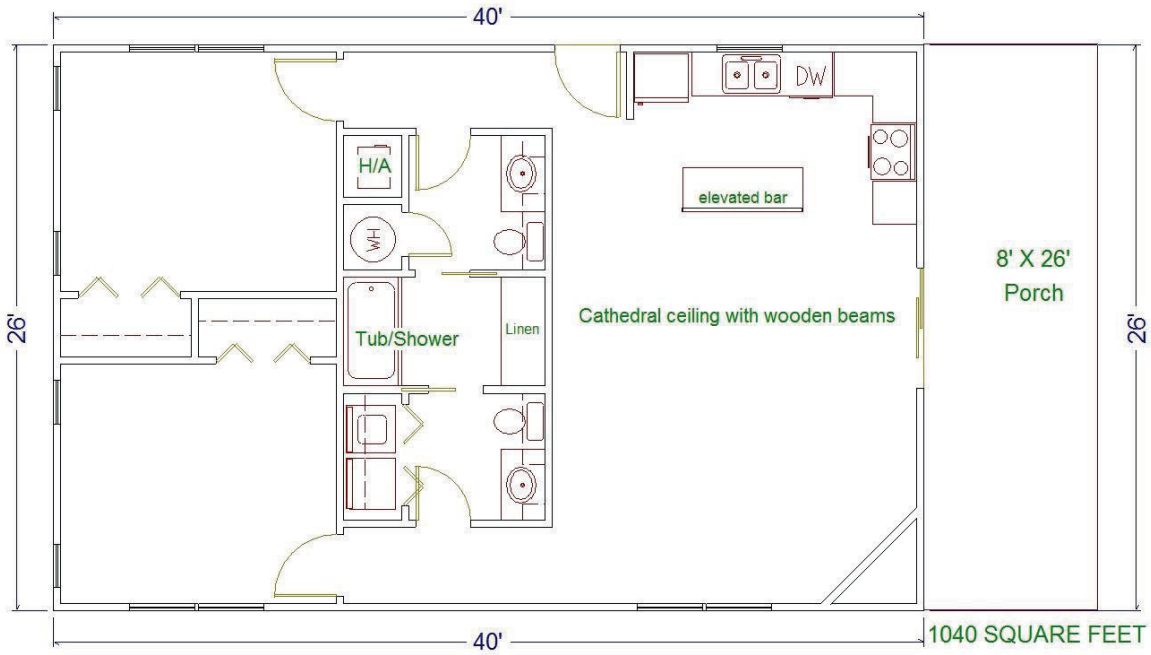 40'
DW
H/A
elevated bar
WH
8' X 26'
Porch
26'
Tub/Shower
Linen
Cathedral ceiling with wooden beams
26'
40'
1040 SQUARE FEET